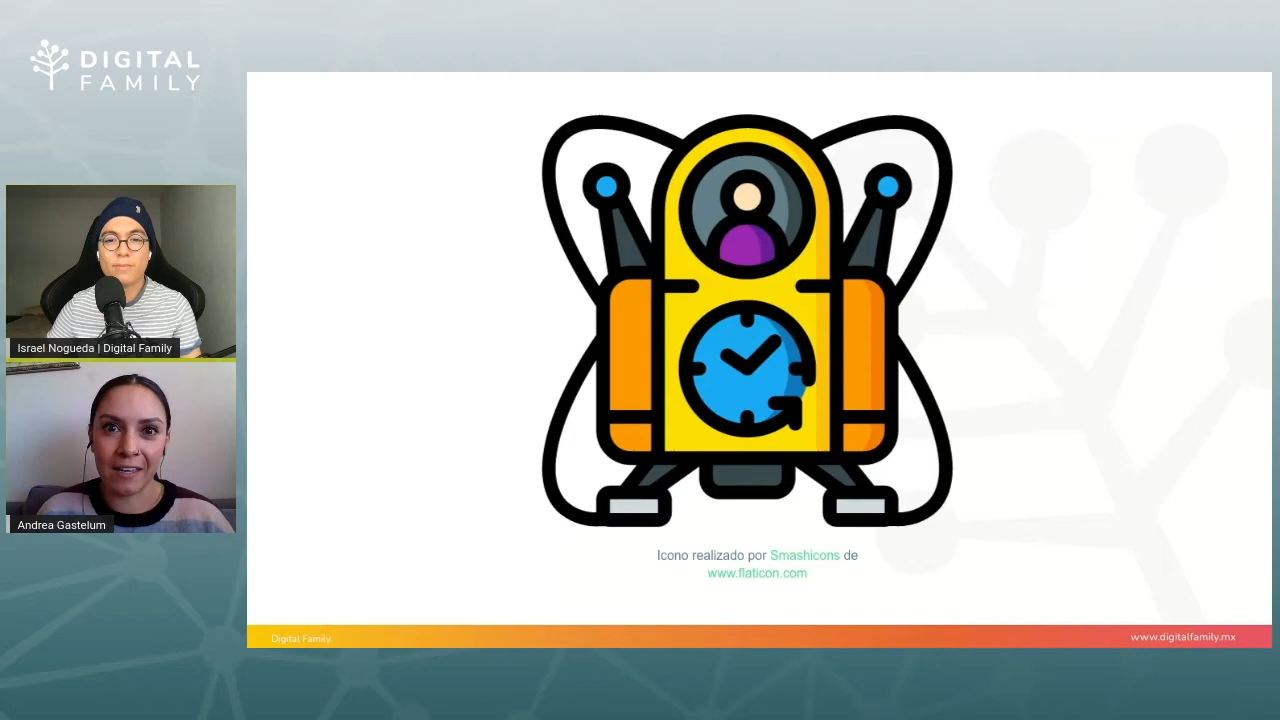 DIGITAL
FAMILY
Israel Nogueda | Digital Family
Andrea Gastelum
Icono realizado por Smashicons de
www.flaticon.com
Digital Family
www.digitalfamily.mx